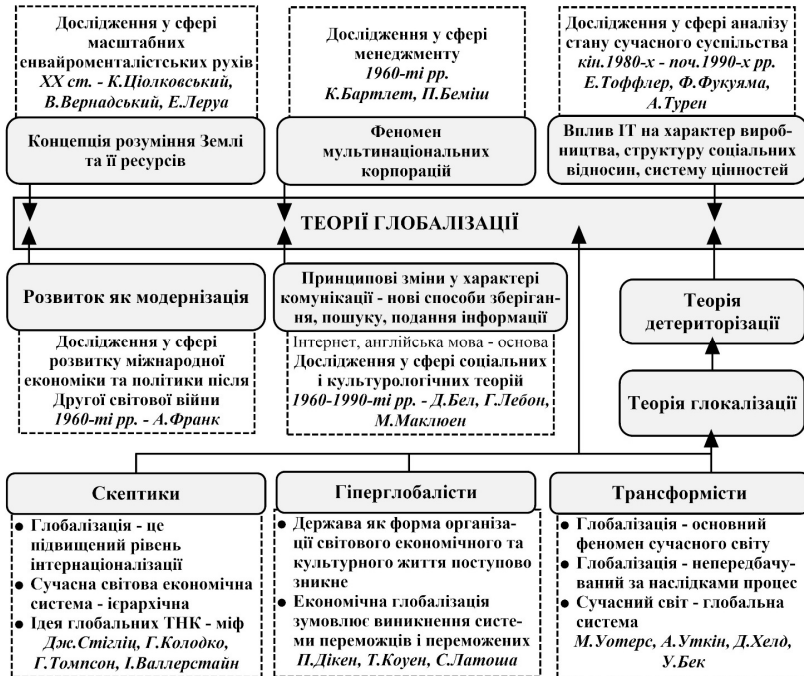 Дослідження у сфері
масштабних
енвайроменталістських рухів
XX ст. - К.Ціолковський,
В.Вернадський, Е.Леруа
Концепція розуміння Землі
та її ресурсів
Дослідження у сфері
менеджменту
1960-ті рр.
К.Бартлет, П.Беміш
Феномен
мультинаціональних
корпорацій
Дослідження у сфері аналізу
стану сучасного суспільства
кін.1980-х - поч.1990-х рр.
Е.Тоффлер, Ф.Фукуяма,
А.Турен
Вплив ІТ на характер вироб-
ництва, структуру соціальних
відносин, систему цінностей
ТЕОРІЇ ГЛОБАЛІЗАЦІЇ
Розвиток як модернізація
Дослідження у сфері
розвитку міжнародної
економіки та політики після
Другої світової війни
1960-ті рр. - А.Франк
Принципові зміни у характері
комунікації - нові способи зберіган-
ня, пошуку, подання інформації
Інтернет, англійська мова - основа
Дослідження у сфері соціальних
і культурологічних теорій
1960-1990-ті рр. - Д.Бел, Г.Лебон,
М.Маклюен
Теорія
детериторізації
Теорія глокалізації
Скептики
● Глобалізація - це
підвищений рівень
інтернаціоналізації
● Сучасна світова економічна
система - ієрархічна
● Ідея глобальних ТНК - міф
Дж.Стігліц, Г.Колодко,
Г.Томпсон, І.Валлерстайн
Гіперглобалісти
● Держава як форма організа-
ції світового економічного та
культурного життя поступово
зникне
● Економічна глобалізація
зумовлює виникнення систе-
ми переможців і переможених
П.Дікен, Т.Коуен, С.Латоша
Трансформісти
● Глобалізація - основний
феномен сучасного світу
● Глобалізація - непередбачу-
ваний за наслідками процес
● Сучасний світ - глобальна
система
М.Уотерс, А.Уткін, Д.Хелд,
У.Бек